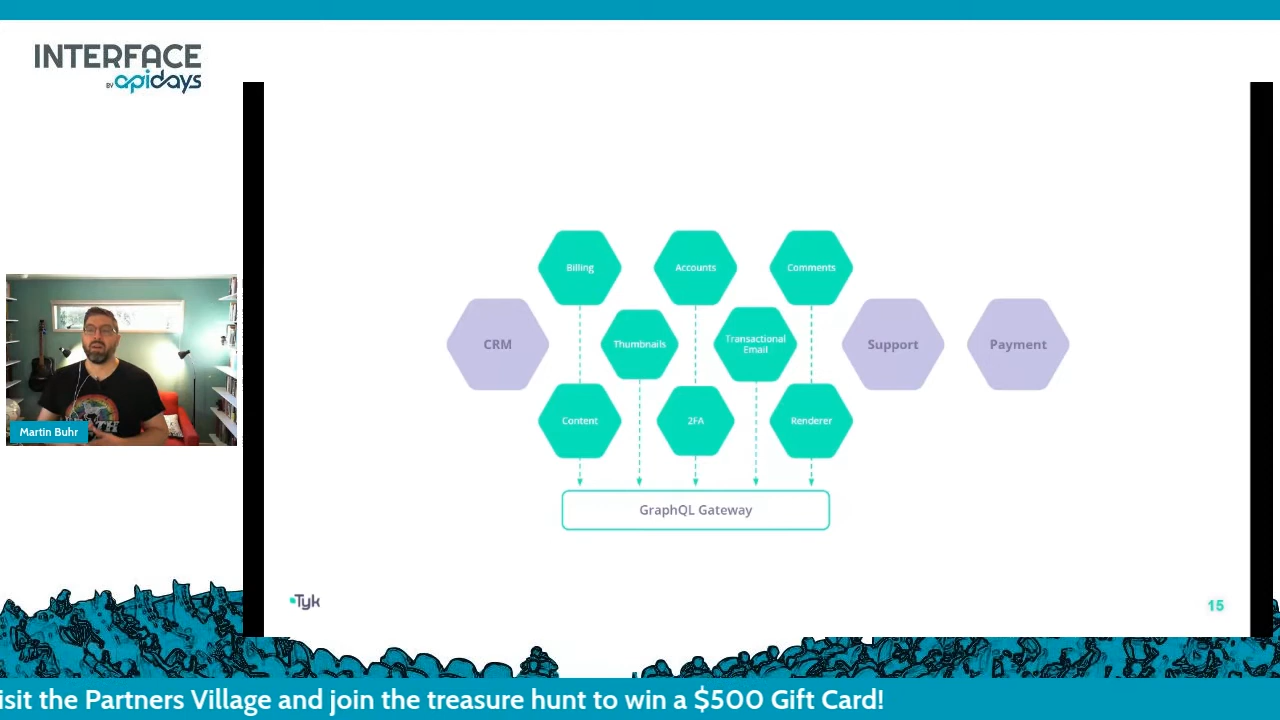 INTERFACE
BY apidays
Billing
Accounts
Comments
CRM
Thumbnails
Transactional
Email
Support
Payment
Content
2FA
Renderer
GraphQL Gateway
Martin Buhr
Tyk
15
isit the Partners Village and join the treasure hunt to win a $500 Gift Card!